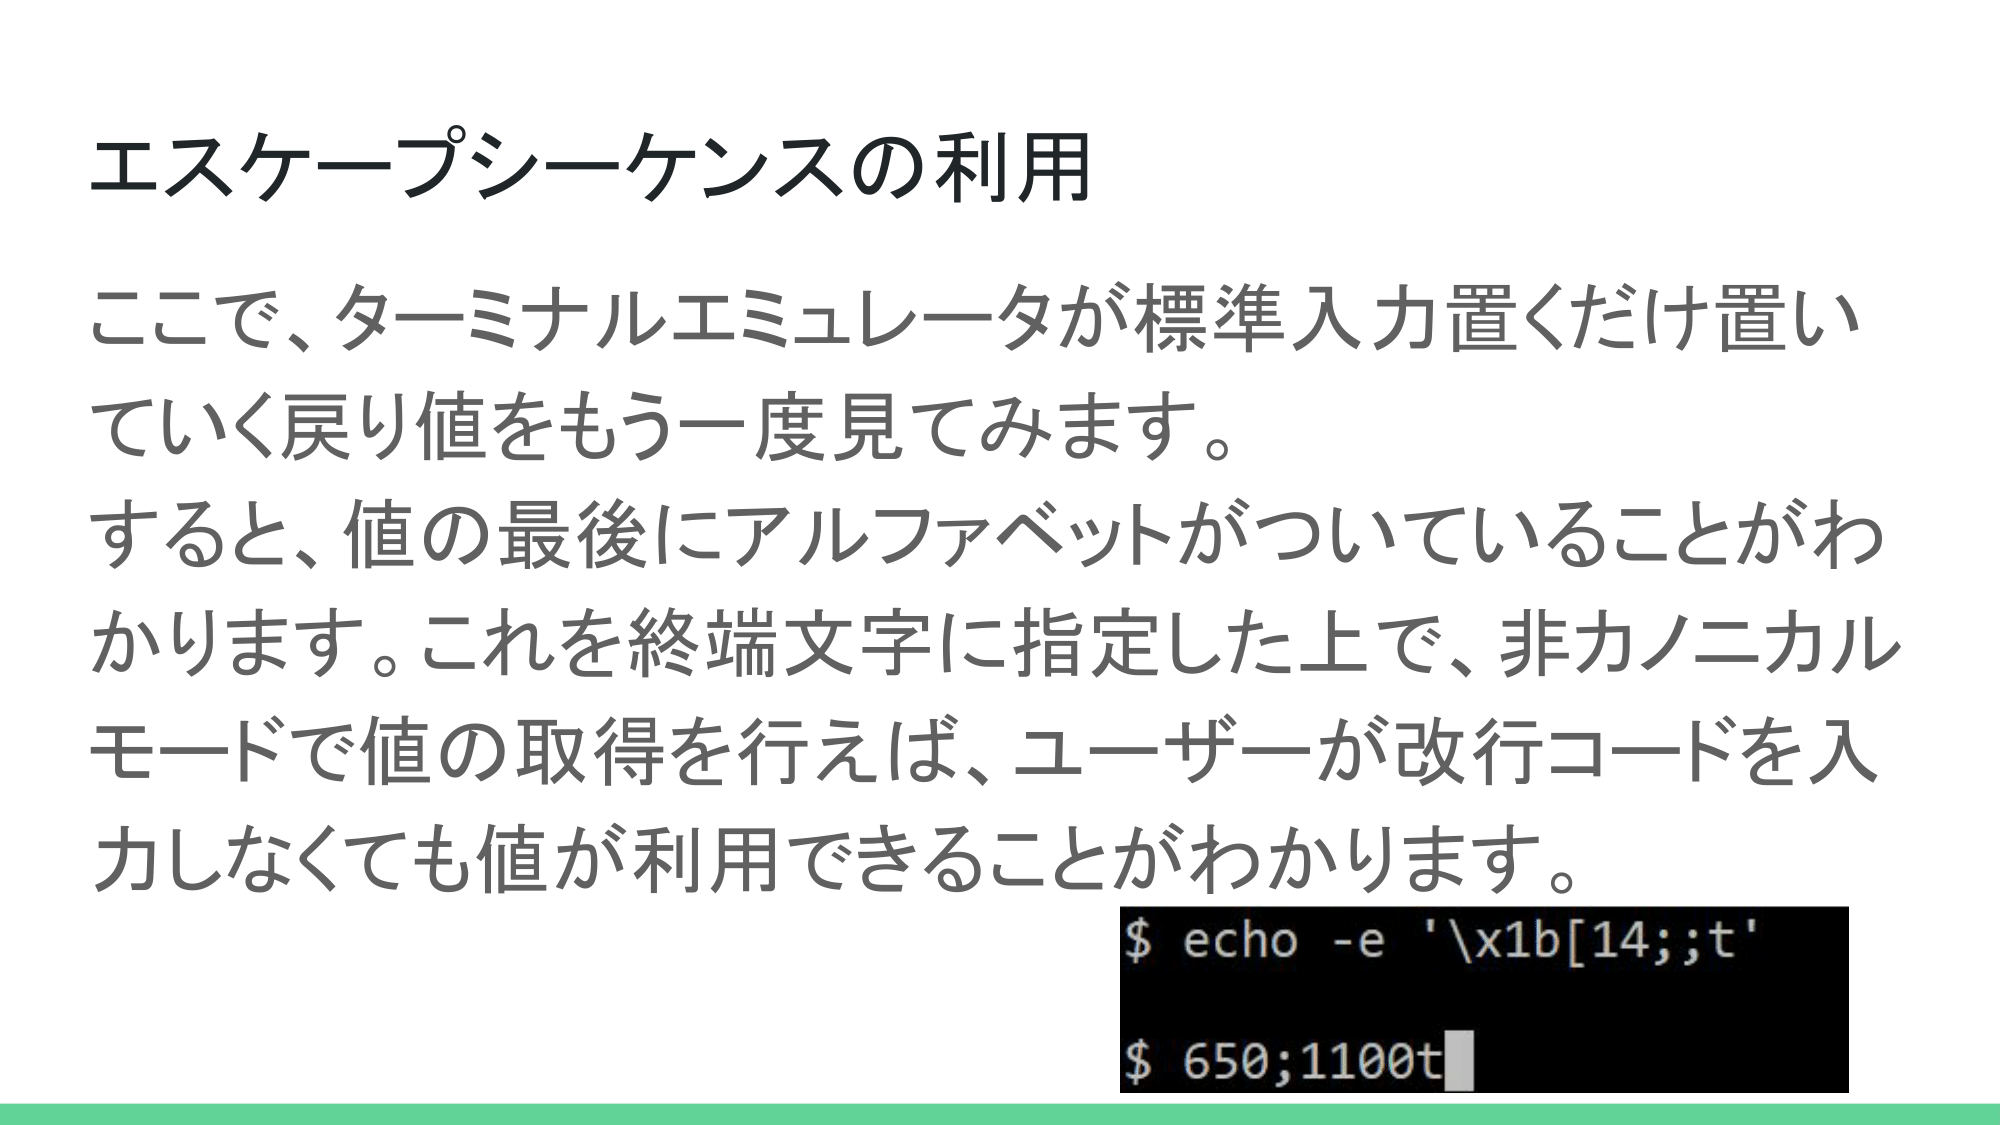 エスケープシーケンスの利用
ここで、ターミナルエミュレータが標準入力置くだけ置い
ていく戻り値をもう一度見てみます。
すると、値の最後にアルファベットがついていることがわ
かります。これを終端文字に指定した上で、非カノニカル
モードで値の取得を行えば、ユーザーが改行コードを入
力しなくても値が利用できることがわかります。
$ echo -e '\x1b[14;;t'
$ 650;1100t